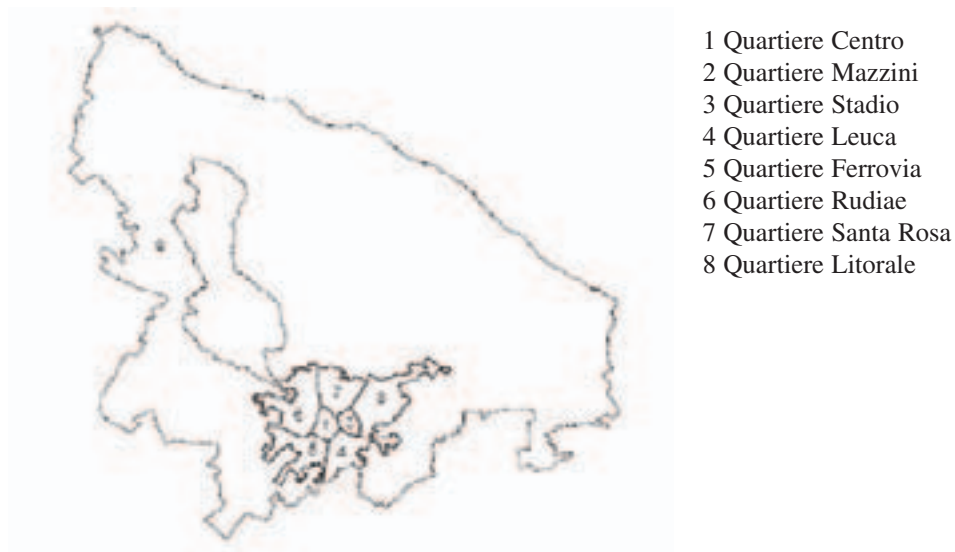 1 Quartiere Centro
2 Quartiere Mazzini
3 Quartiere Stadio
4 Quartiere Leuca
5 Quartiere Ferrovia
6 Quartiere Rudiae
7 Quartiere Santa Rosa
8 Quartiere Litorale